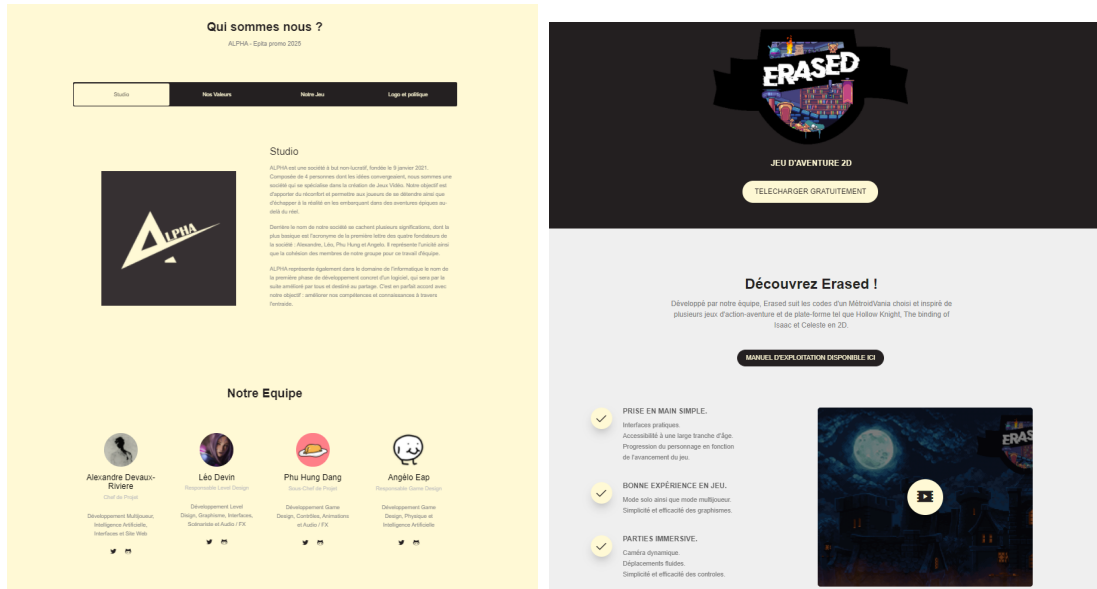 Qui sommes nous ?
ALPHA - Epita promo 2025
Studio
Nos Valeurs
Notre Jeu
Logo et politique
ALPHA
Studio
ALPHA est une société à but non-lucratif, fondée le 9 janvier 2021.
Composée de 4 personnes dont les idées convergeaient, nous sommes une
société qui se spécialise dans la création de Jeux Vidéo. Notre objectif est
d'apporter du réconfort et permettre aux joueurs de se détendre ainsi que
d'échapper à la réalité en les embarquant dans des aventures épiques au-
delà du réel.
Derrière le nom de notre société se cachent plusieurs significations, dont la
plus basique est l'acronyme de la première lettre des quatre fondateurs de
la société : Alexandre, Léo, Phu Hung et Angelo. Il représente l'unicité ainsi
que la cohésion des membres de notre groupe pour ce travail d'équipe.
ALPHA représente également dans le domaine de l'informatique le nom de
la première phase de développement concret d'un logiciel, qui sera par la
suite amélioré par tous et destiné au partage. C'est en parfait accord avec
notre objectif : améliorer nos compétences et connaissances à travers
l'entraide.
Notre Equipe
Alexandre Devaux-
Riviere
Chef de Projet
Développement Multijoueur,
Intelligence Artificielle,
Interfaces et Site Web
Léo Devin
Responsable Level Design
Développement Level
Design, Graphisme, Interfaces,
Scénariste et Audio / FX
Phu Hung Dang
Sous-Chef de Projet
Développement Game
Design, Contrôles, Animations
et Audio / FX
Angélo Eap
Responsable Game Design
Développement Game
Design, Physique et
Intelligence Artificielle
ERASED
JEU D'AVENTURE 2D
TELECHARGER GRATUITEMENT
Découvrez Erased !
Développé par notre équipe, Erased suit les codes d'un MétroidVania choisi et inspiré de
plusieurs jeux d'action-aventure et de plate-forme tel que Hollow Knight, The binding of
Isaac et Celeste en 2D.
MANUEL D'EXPLOITATION DISPONIBLE ICI
PRISE EN MAIN SIMPLE.
Interfaces pratiques.
Accessibilité à une large tranche d'âge.
Progression du personnage en fonction
de l'avancement du jeu.
BONNE EXPÉRIENCE EN JEU.
Mode solo ainsi que mode multijoueur.
Simplicité et efficacité des graphismes.
PARTIES IMMERSIVE.
Caméra dynamique.
Déplacements fluides.
Simplicité et efficacité des controles.
ERAS